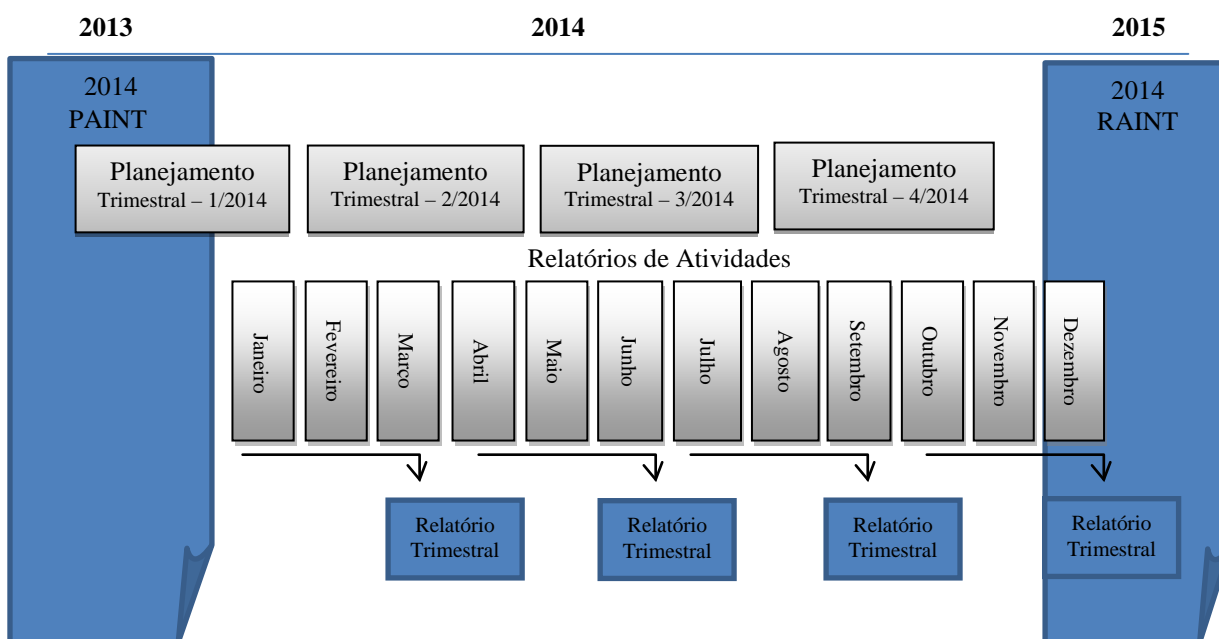 2013
2014
2015
2014
PAINT
2014
RAINT
Planejamento
Trimestral – 1/2014
Planejamento
Trimestral – 2/2014
Planejamento
Trimestral – 3/2014
Planejamento
Trimestral – 4/2014
Relatórios de Atividades
Janeiro
Fevereiro
Março
Abril
Maio
Junho
Julho
Agosto
Setembro
Outubro
Novembro
Dezembro
Relatório
Trimestral
Relatório
Trimestral
Relatório
Trimestral
Relatório
Trimestral